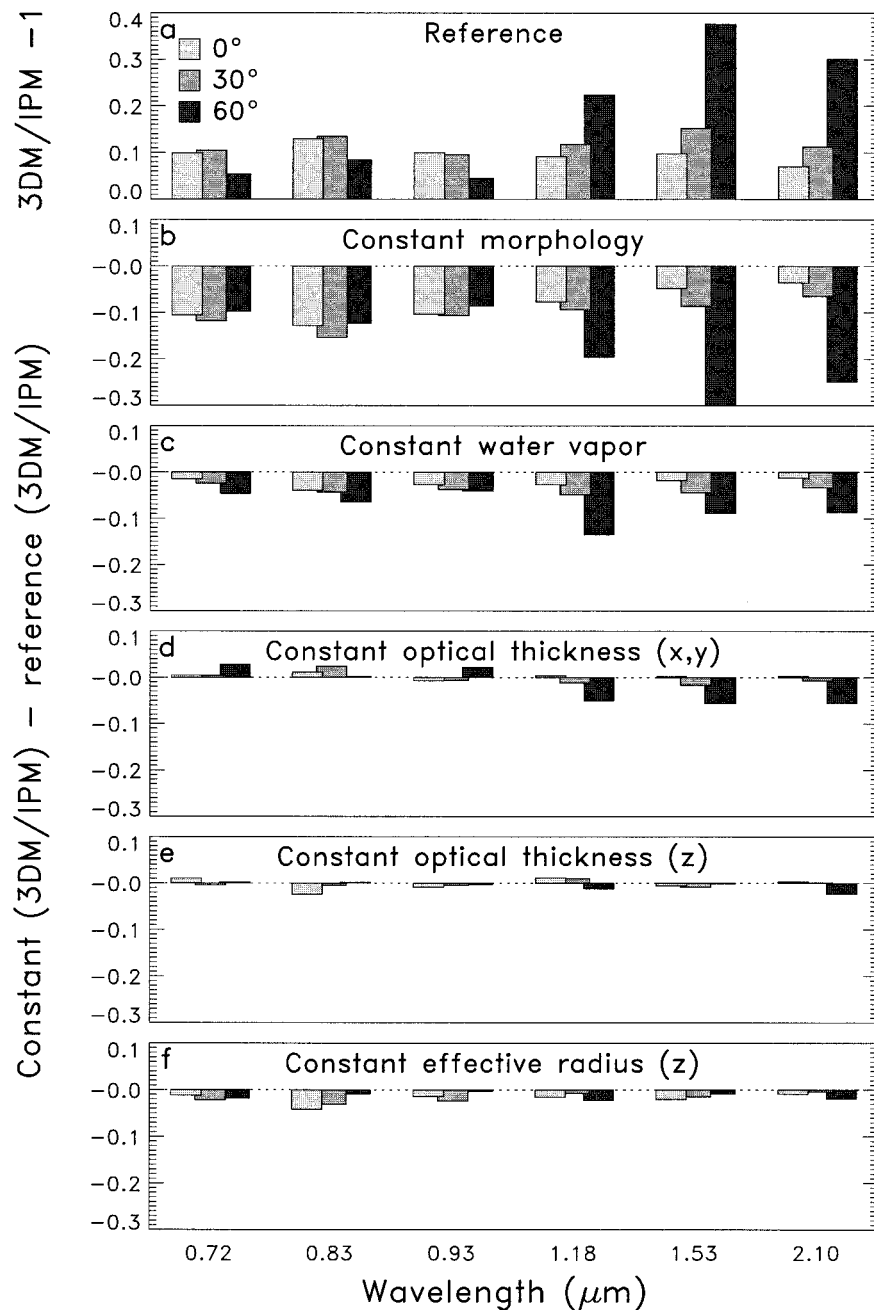 3DM/IPM −1
Constant (3DM/IPM) − reference (3DM/IPM)
a
Reference
0°
30°
60°
0.4
0.3
0.2
0.1
0.0
b
Constant morphology
0.1
−0.0
−0.1
−0.2
−0.3
c
Constant water vapor
0.1
−0.0
−0.1
−0.2
−0.3
d
Constant optical thickness (x,y)
0.1
−0.0
−0.1
−0.2
−0.3
e
Constant optical thickness (z)
0.1
−0.0
−0.1
−0.2
−0.3
f
Constant effective radius (z)
0.1
−0.0
−0.1
−0.2
−0.3
0.72 0.83 0.93 1.18 1.53 2.10
Wavelength (μm)